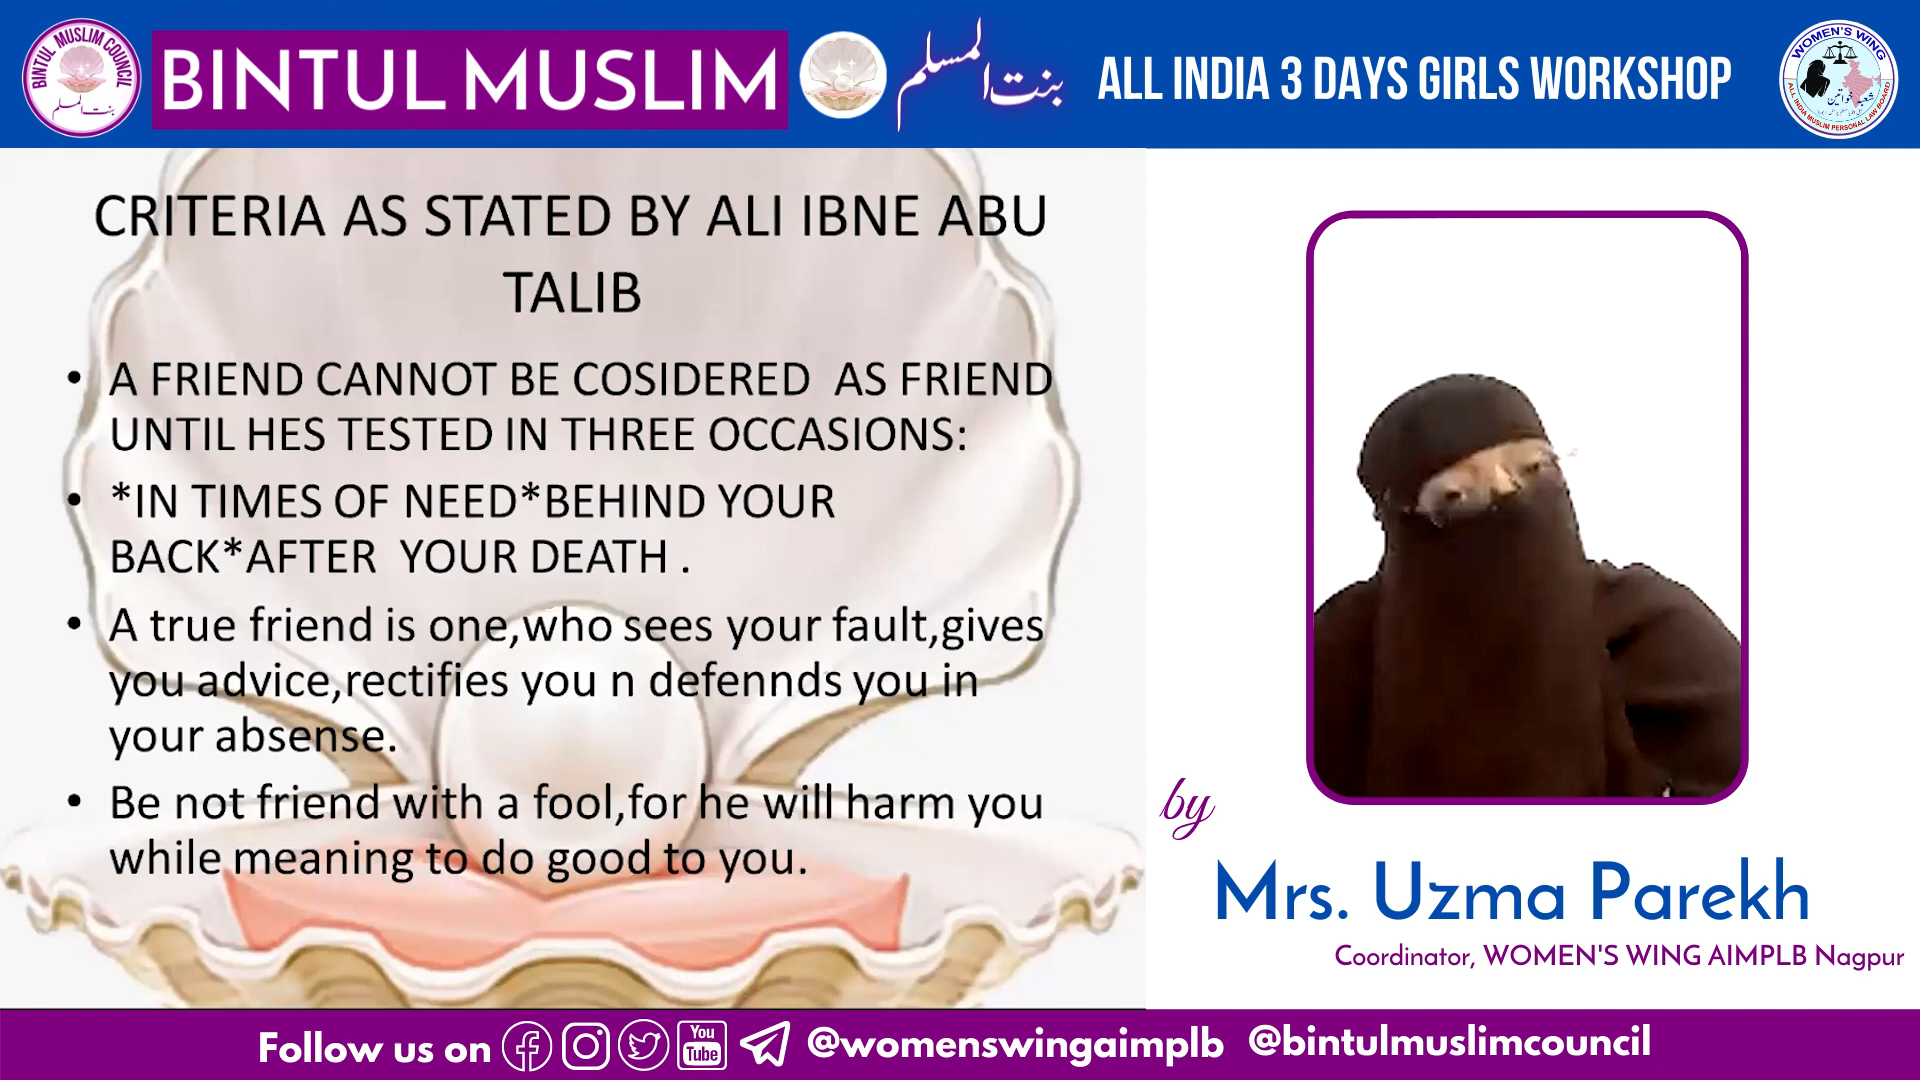 BINTUL MUSLIM COUNCIL
بنت المسلم
BINTUL MUSLIM
بنت المسلم
ALL INDIA 3 DAYS GIRLS WORKSHOP
WOMEN'S WING
شعبہ خواتین
ALL INDIA MUSLIM PERSONAL LAW BOARD
CRITERIA AS STATED BY ALI IBNE ABU
TALIB
• A FRIEND CANNOT BE COSIDERED AS FRIEND
UNTIL HES TESTED IN THREE OCCASIONS:
• *IN TIMES OF NEED*BEHIND YOUR
BACK*AFTER YOUR DEATH .
• A true friend is one,who sees your fault,gives
you advice,rectifies you n defennds you in
your absense.
• Be not friend with a fool,for he will harm you
while meaning to do good to you.
by
Mrs. Uzma Parekh
Coordinator, WOMEN'S WING AIMPLB Nagpur
Follow us on You Tube @womenswingaimplb @bintulmuslimcouncil